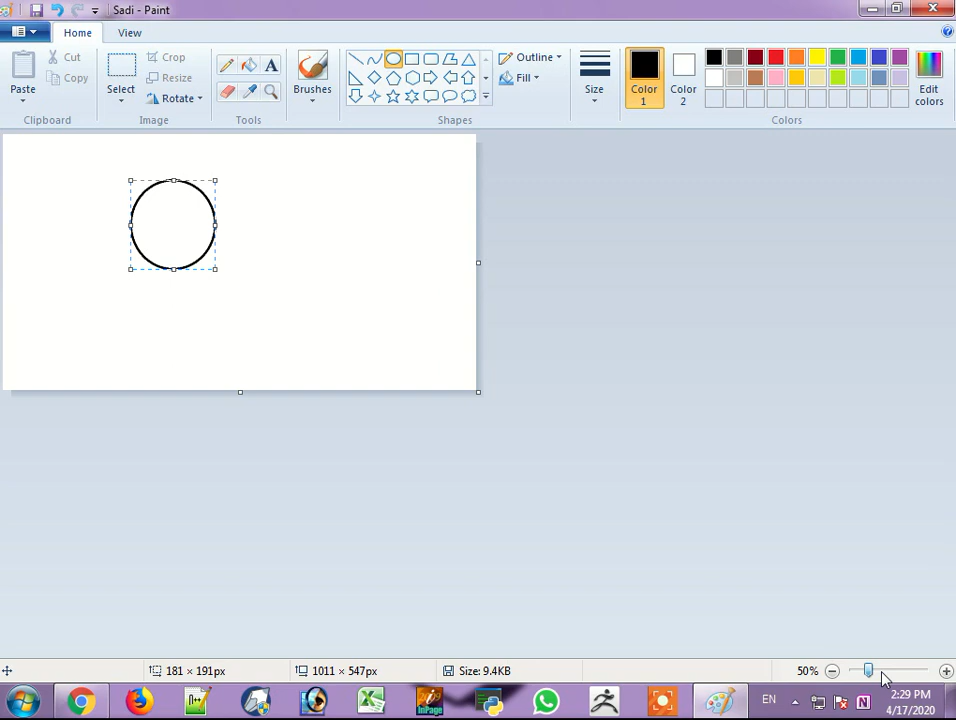 Sadi - Paint
Home View
Paste
Cut
Copy
Clipboard
Select
Crop
Resize
Rotate
Image
A
Tools
Brushes
Outline
Fill
Shapes
Size
Color 1
Color 2
Edit colors
Colors
181 × 191px
1011 × 547px
Size: 9.4KB
50%
InPage
EN
N
2:29 PM
4/17/2020